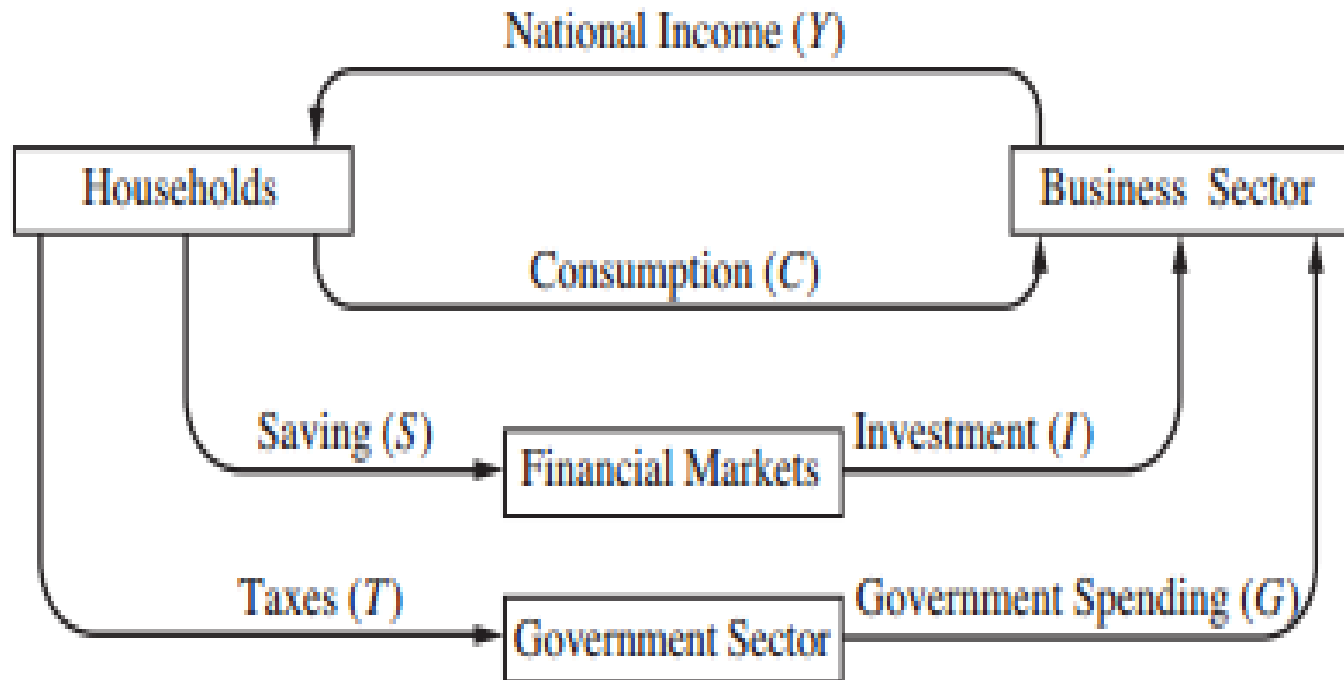 National Income (Y)
Households
Business Sector
Consumption (C)
Saving (S)
Financial Markets
Investment (I)
Taxes (T)
Government Sector
Government Spending (G)